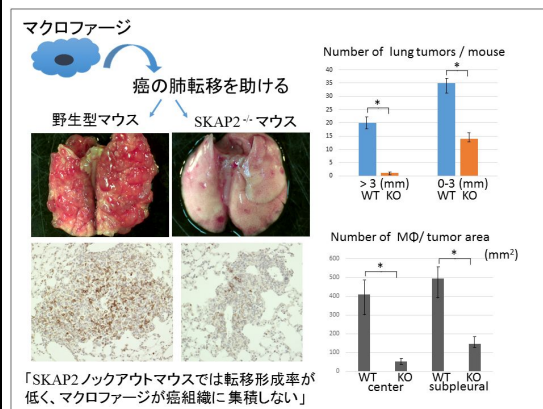 マクロファージ
癌の肺転移を助ける
野生型マウス
SKAP2 -/- マウス
「SKAP2ノックアウトマウスでは転移形成率が
低く、マクロファージが癌組織に集積しない」
Number of lung tumors / mouse
40
35
30
25
20
15
10
5
0
*
*
> 3 (mm)
WT KO
0-3 (mm)
WT KO
Number of MΦ/ tumor area
(mm²)
600
500
400
300
200
100
0
*
*
WT KO
center
WT KO
subpleural